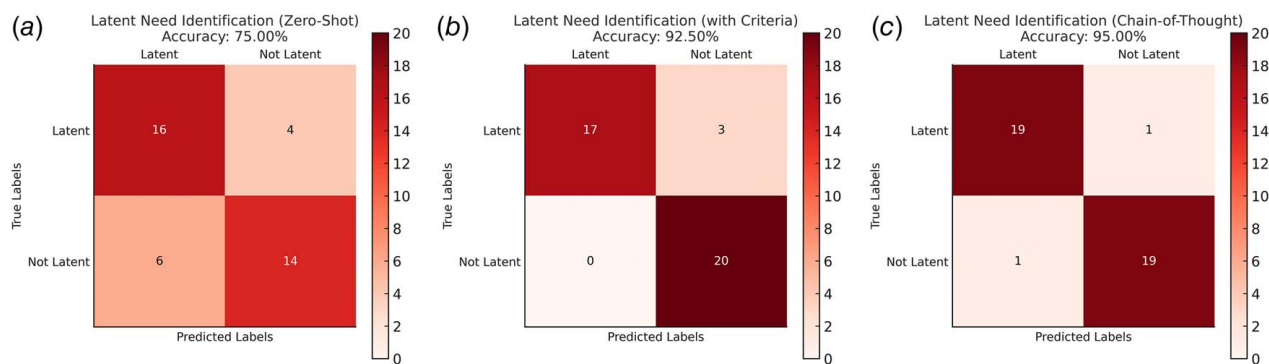 (a)
Latent Need Identification (Zero-Shot)
Accuracy: 75.00%
Latent Not Latent
True Labels
Latent
16 4
Not Latent
6 14
Predicted Labels
20
18
16
14
12
10
8
6
4
2
0
(b)
Latent Need Identification (with Criteria)
Accuracy: 92.50%
Latent Not Latent
True Labels
Latent
17 3
Not Latent
0 20
Predicted Labels
20
18
16
14
12
10
8
6
4
2
0
(c)
Latent Need Identification (Chain-of-Thought)
Accuracy: 95.00%
Latent Not Latent
True Labels
Latent
19 1
Not Latent
1 19
Predicted Labels
20
18
16
14
12
10
8
6
4
2
0